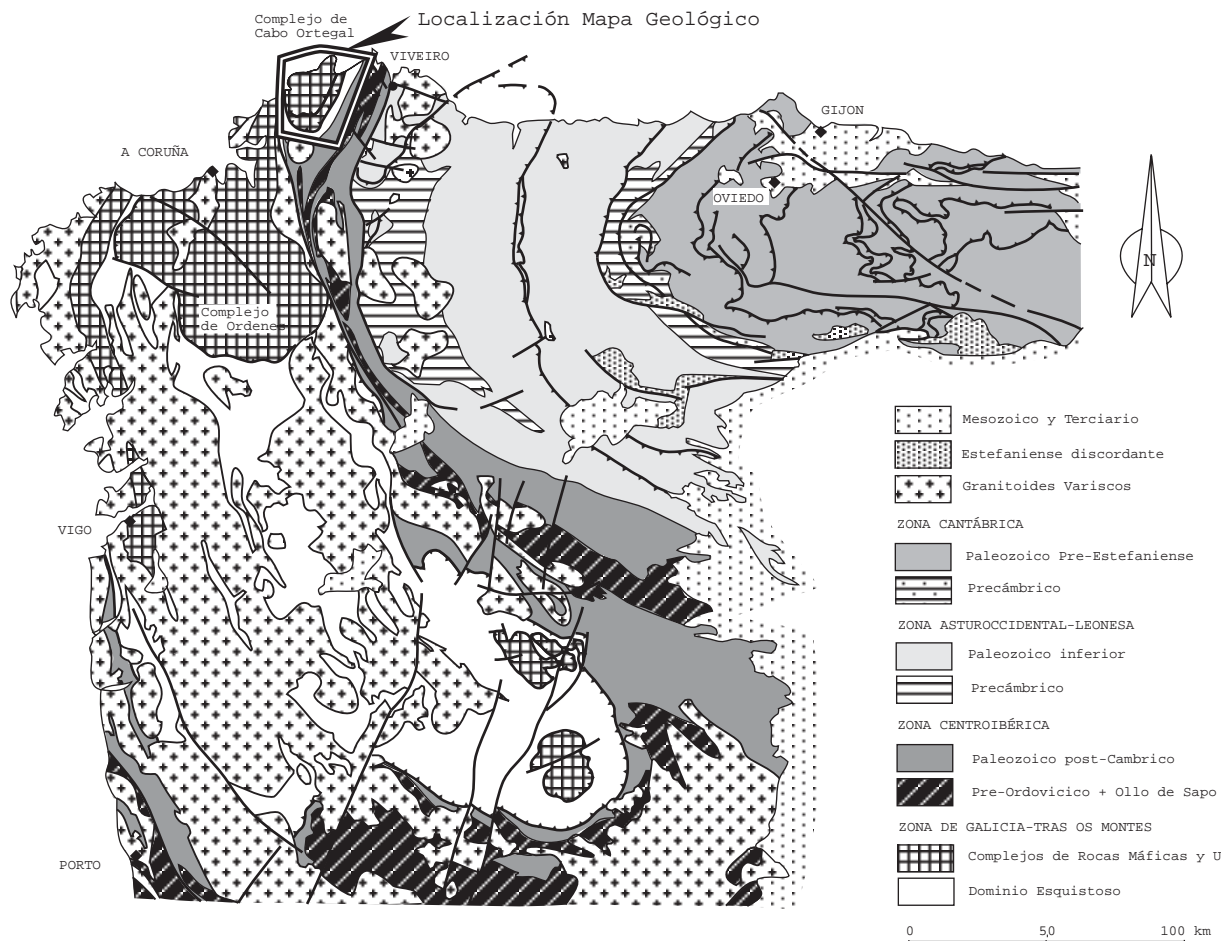 Complejo de
Cabo Ortegal
Localización Mapa Geológico
VIVEIRO
GIJON
A CORUÑA
OVIEDO
N
Complejo
de Ordenes
VIGO
PORTO
Mesozoico y Terciario
Estefaniense discordante
Granitoides Variscos
ZONA CANTÁBRICA
Paleozoico Pre-Estefaniense
Precámbrico
ZONA ASTUROCCIDENTAL-LEONESA
Paleozoico inferior
Precámbrico
ZONA CENTROIBÉRICA
Paleozoico post-Cambrico
Pre-Ordovicico + Ollo de Sapo
ZONA DE GALICIA-TRAS OS MONTES
Complejos de Rocas Máficas y U
Dominio Esquistoso
0 50 100 km